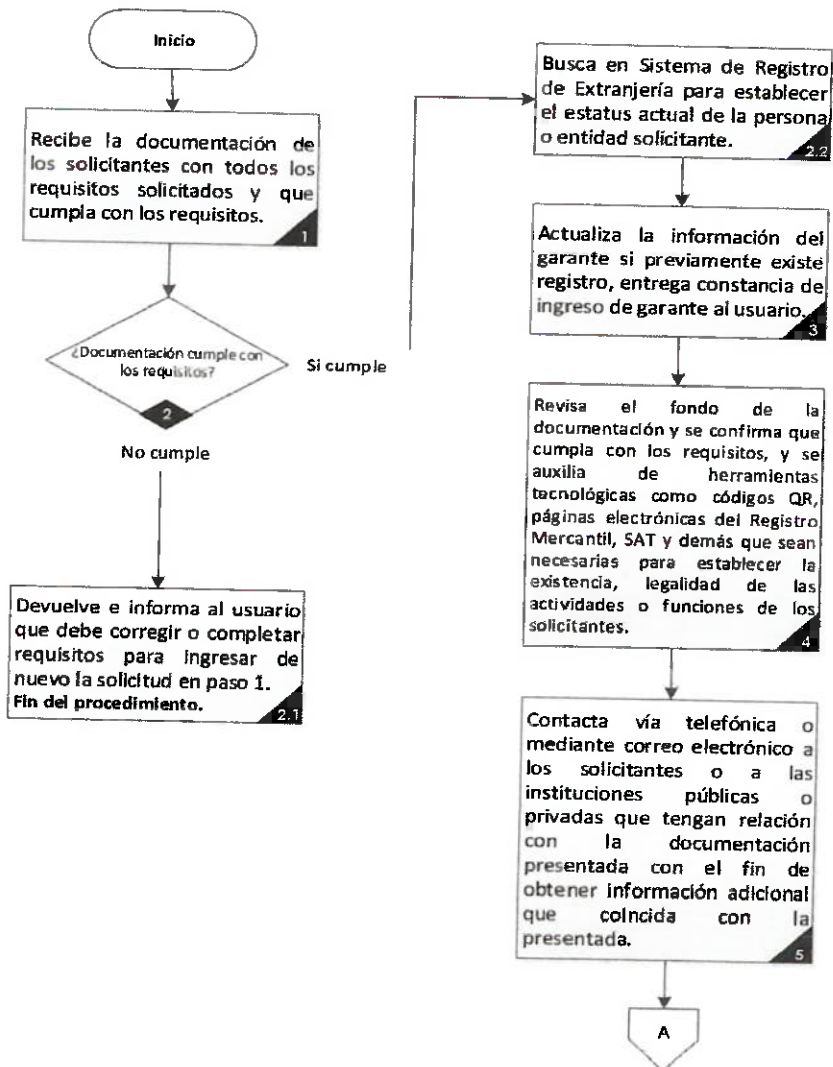 Inicio
Recibe la documentación de
los solicitantes con todos los
requisitos solicitados y que
cumpla con los requisitos.
1
¿Documentación cumple con
los requisitos?
2
Si cumple
No cumple
Devuelve e informa al usuario
que debe corregir o completar
requisitos para ingresar de
nuevo la solicitud en paso 1.
Fin del procedimiento.
2.1
Busca en Sistema de Registro
de Extranjería para establecer
el estatus actual de la persona
o entidad solicitante.
2.2
Actualiza la información del
garante si previamente existe
registro, entrega constancia de
ingreso de garante al usuario.
3
Revisa el fondo de la
documentación y se confirma que
cumpla con los requisitos, y se
auxilia de herramientas
tecnológicas como códigos QR,
páginas electrónicas del Registro
Mercantil, SAT y demás que sean
necesarias para establecer la
existencia, legalidad de las
actividades o funciones de los
solicitantes.
4
Contacta vía telefónica o
mediante correo electrónico a
los solicitantes o a las
instituciones públicas o
privadas que tengan relación
con la documentación
presentada con el fin de
obtener información adicional
que coincida con la
presentada.
5
A